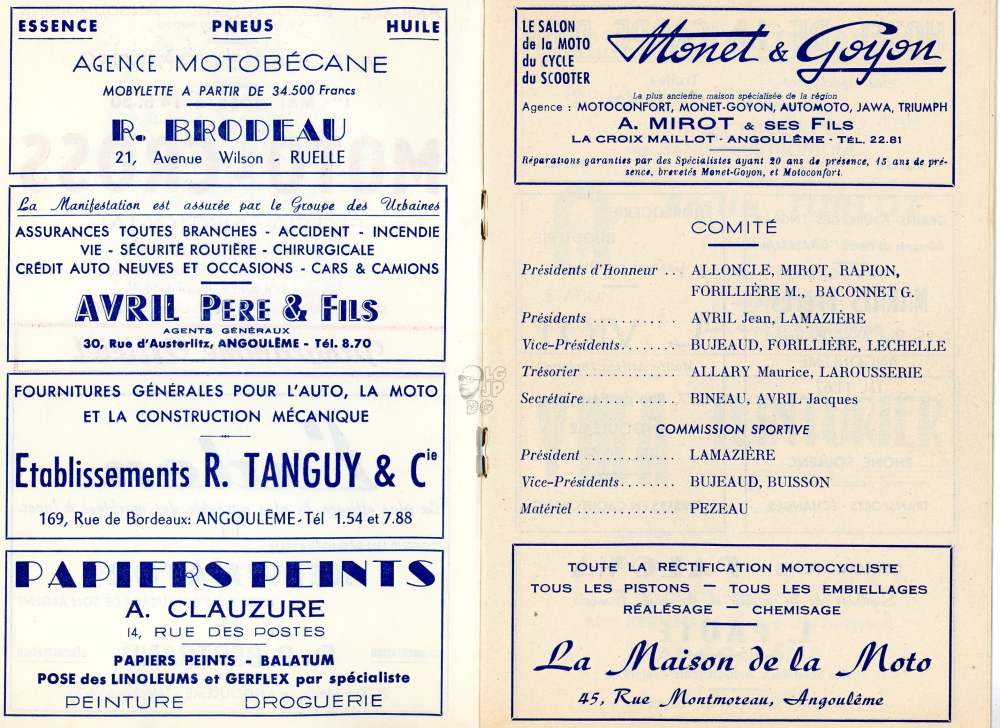 ESSENCE PNEUS HUILE
AGENCE MOTOBÉCANE
MOBYLETTE A PARTIR DE 34.500 Francs
R. BRODEAU
21, Avenue Wilson - RUELLE
La Manifestation est assurée par le Groupe des Urbaines
ASSURANCES TOUTES BRANCHES - ACCIDENT - INCENDIE
VIE - SÉCURITÉ ROUTIÈRE - CHIRURGICALE
CRÉDIT AUTO NEUVES ET OCCASIONS - CARS & CAMIONS
AVRIL PERE & FILS
AGENTS GÉNÉRAUX
30, Rue d'Austerlitz, ANGOULÊME - Tél. 8.70
FOURNITURES GÉNÉRALES POUR L'AUTO, LA MOTO
ET LA CONSTRUCTION MÉCANIQUE
Etablissements R. TANGUY & Cie
169, Rue de Bordeaux: ANGOULÊME - Tél 1.54 et 7.88
PAPIERS PEINTS
A. CLAUZURE
14, RUE DES POSTES
PAPIERS PEINTS - BALATUM
POSE des LINOLEUMS et GERFLEX par spécialiste
PEINTURE DROGUERIE
LE SALON
de la MOTO
du CYCLE
du SCOOTER
Monet & Goyon
La plus ancienne maison spécialisée de la région
Agence : MOTOCONFORT, MONET-GOYON, AUTOMOTO, JAWA, TRIUMPH
A. MIROT & SES FILS
LA CROIX MAILLOT - ANGOULÊME - TÉL. 22.81
Réparations garanties par des Spécialistes ayant 20 ans de présence, 15 ans de pré-
sence, brevetés Monet-Goyon, et Motoconfort.
COMITÉ
Présidents d'Honneur ... ALLONCLE, MIROT, RAPION,
FORILLIÈRE M., BACONNET G.
Présidents .......... AVRIL Jean, LAMAZIÈRE
Vice-Présidents....... BUJEAUD, FORILLIÈRE, LECHELLE
Trésorier ........... ALLARY Maurice, LAROUSSERIE
Secrétaire........... BINEAU, AVRIL Jacques
COMMISSION SPORTIVE
Président ........... LAMAZIÈRE
Vice-Présidents....... BUJEAUD, BUISSON
Matériel ............ PEZEAU
TOUTE LA RECTIFICATION MOTOCYCLISTE
TOUS LES PISTONS - TOUS LES EMBIELLAGES
RÉALÉSAGE — CHEMISAGE
La Maison de la Moto
45, Rue Montmoreau, Angoulême